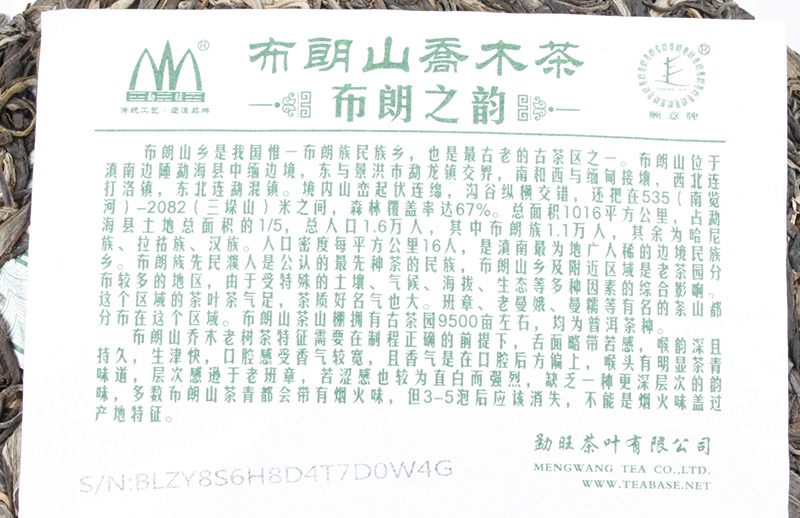 布朗山喬木茶
®
®
傳統工藝·塑造品牌
布朗之韵
順意牌
布朗山乡是我国惟一布朗族民族乡，也是最古老的古茶区之一。布朗山位于
滇南边陲勐海县中缅边境，东与景洪市勐龙镇交界，南和西与缅甸接壤，西北连
打洛镇，东北连勐混镇。境内山峦起伏连绵，沟谷纵横交错，还把在535（南览
河）-2082（三垛山）米之间，森林覆盖率达67%。总面积1016平方公里，占勐
海县土地总面积的1/5，总人口1.6万人，其中布朗族1.1万人，其余为哈尼
族、拉祜族、汉族。人口密度每平方公里16人，是滇南最为地广人稀的边境民族
乡。布朗族先民濮人是公认的最先种茶的民族，布朗山乡及附近区域是老茶园分
布较多的地区，由于受特殊的土壤、气候、海拔、生态等多种因素的综合影响。
这个区域的茶叶茶气足，茶质好名气也大。班章、老曼娥、曼糯等有名的茶山都
分布在这个区域。布朗山茶山棚拥有古茶园9500亩左右，均为普洱茶种。
布朗山乔木老树茶特征需要在制程正确的前提下，舌面略带苦感，喉韵深且
持久，生津快，口腔感受香气较宽，且香气是在口腔后方偏上，喉头有明显茶青
味道，层次感逊于老班章，苦涩感也较为直白而强烈，缺乏一种更深层次的韵
味，多数布朗山茶青都会带有烟火味，但3-5泡后应该消失，不能是烟火味盖过
产地特征。
勐旺茶叶有限公司
MENGWANG TEA CO.,LTD.
WWW.TEABASE.NET
S/N:BLZY8S6H8D4T7D0W4G